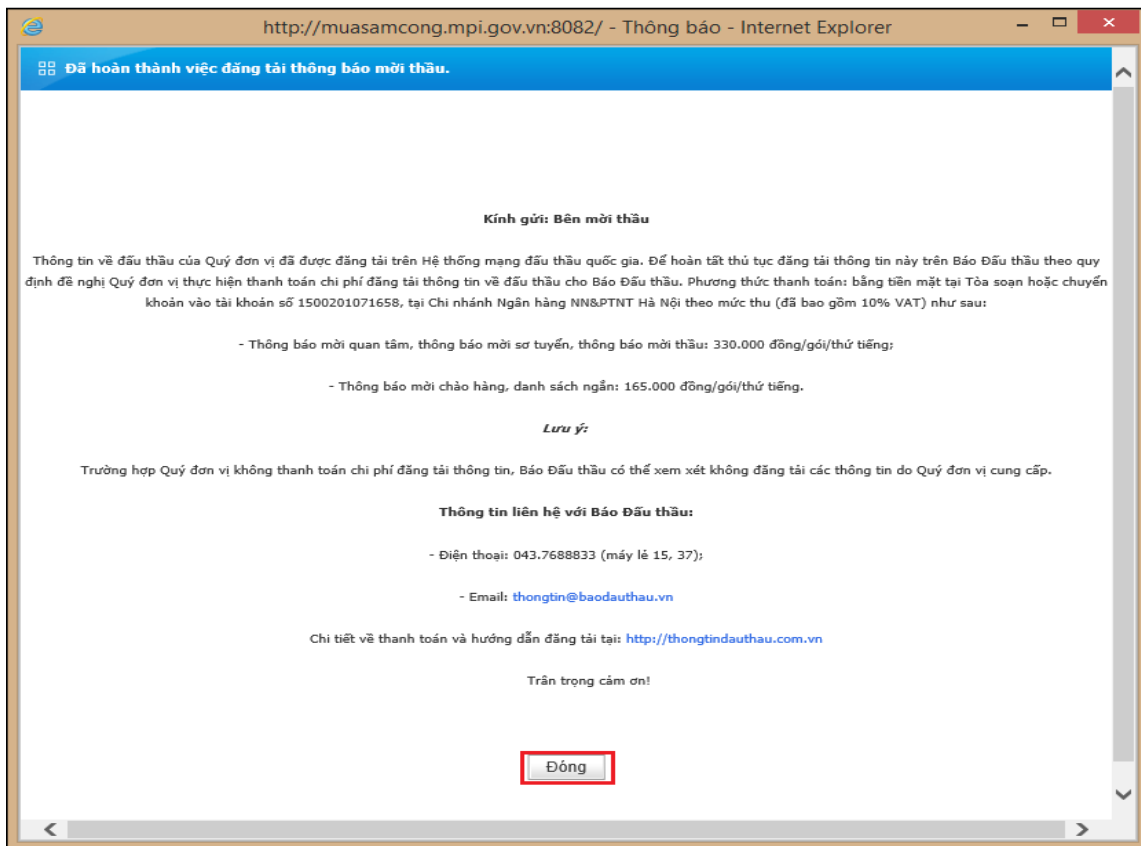 http://muasamcong.mpi.gov.vn:8082/ - Thông báo - Internet Explorer
Đã hoàn thành việc đăng tải thông báo mời thầu.
Kính gửi: Bên mời thầu
Thông tin về đấu thầu của Quý đơn vị đã được đăng tải trên Hệ thống mạng đấu thầu quốc gia. Để hoàn tất thủ tục đăng tải thông tin này trên Báo Đấu thầu theo quy
định đề nghị Quý đơn vị thực hiện thanh toán chi phí đăng tải thông tin về đấu thầu cho Báo Đấu thầu. Phương thức thanh toán: bằng tiền mặt tại Tòa soạn hoặc chuyển
khoản vào tài khoản số 1500201071658, tại Chi nhánh Ngân hàng NN&PTNT Hà Nội theo mức thu (đã bao gồm 10% VAT) như sau:
- Thông báo mời quan tâm, thông báo mời sơ tuyển, thông báo mời thầu: 330.000 đồng/gói/thứ tiếng;
- Thông báo mời chào hàng, danh sách ngắn: 165.000 đồng/gói/thứ tiếng.
Lưu ý:
Trường hợp Quý đơn vị không thanh toán chi phí đăng tải thông tin, Báo Đấu thầu có thể xem xét không đăng tải các thông tin do Quý đơn vị cung cấp.
Thông tin liên hệ với Báo Đấu thầu:
- Điện thoại: 043.7688833 (máy lẻ 15, 37);
- Email: thongtin@baodauthau.vn
Chi tiết về thanh toán và hướng dẫn đăng tải tại: http://thongtindauthau.com.vn
Trân trọng cảm ơn!
Đóng